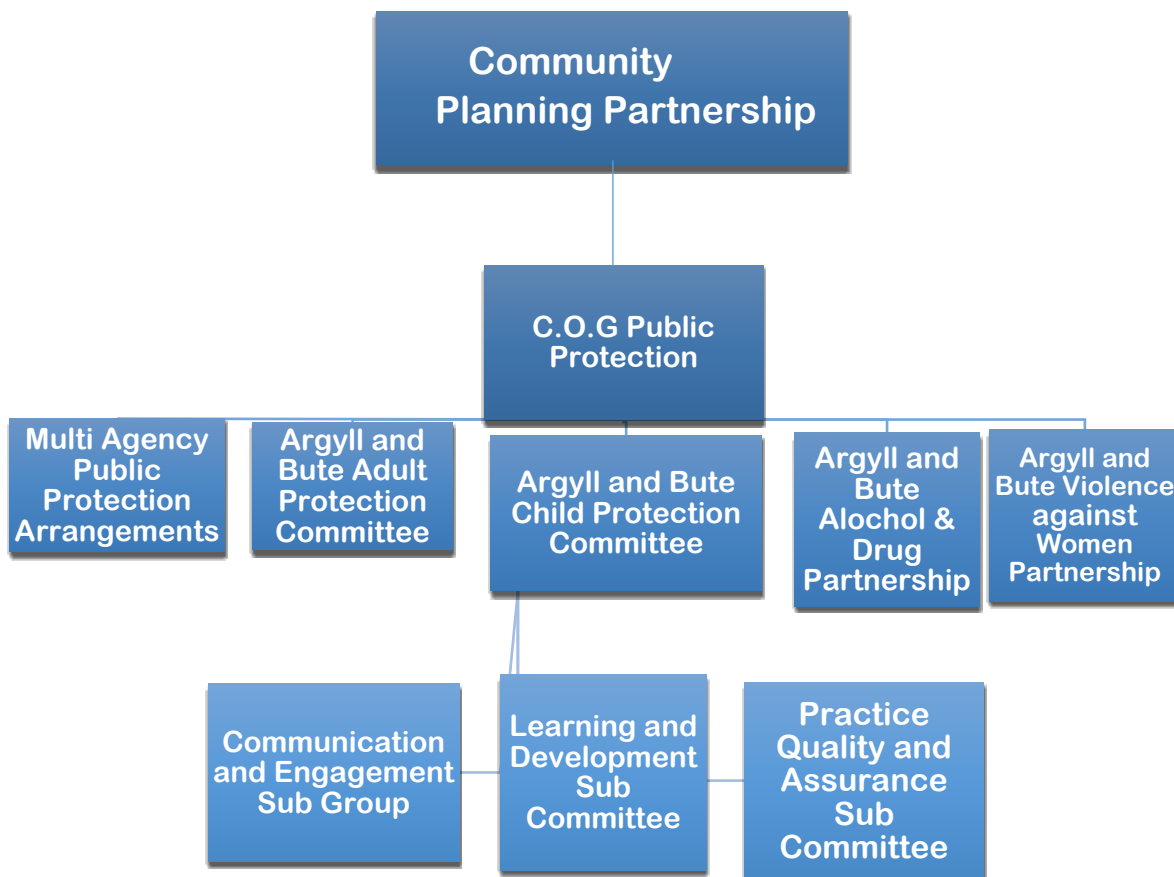 Community
Planning Partnership
C.O.G Public
Protection
Multi Agency
Public
Protection
Arrangements
Argyll and
Bute Adult
Protection
Committee
Argyll and Bute
Child Protection
Committee
Argyll and
Bute
Alochol &
Drug
Partnership
Argyll and
Bute Violence
against
Women
Partnership
Communication
and Engagement
Sub Group
Learning and
Development
Sub
Committee
Practice
Quality and
Assurance
Sub
Committee